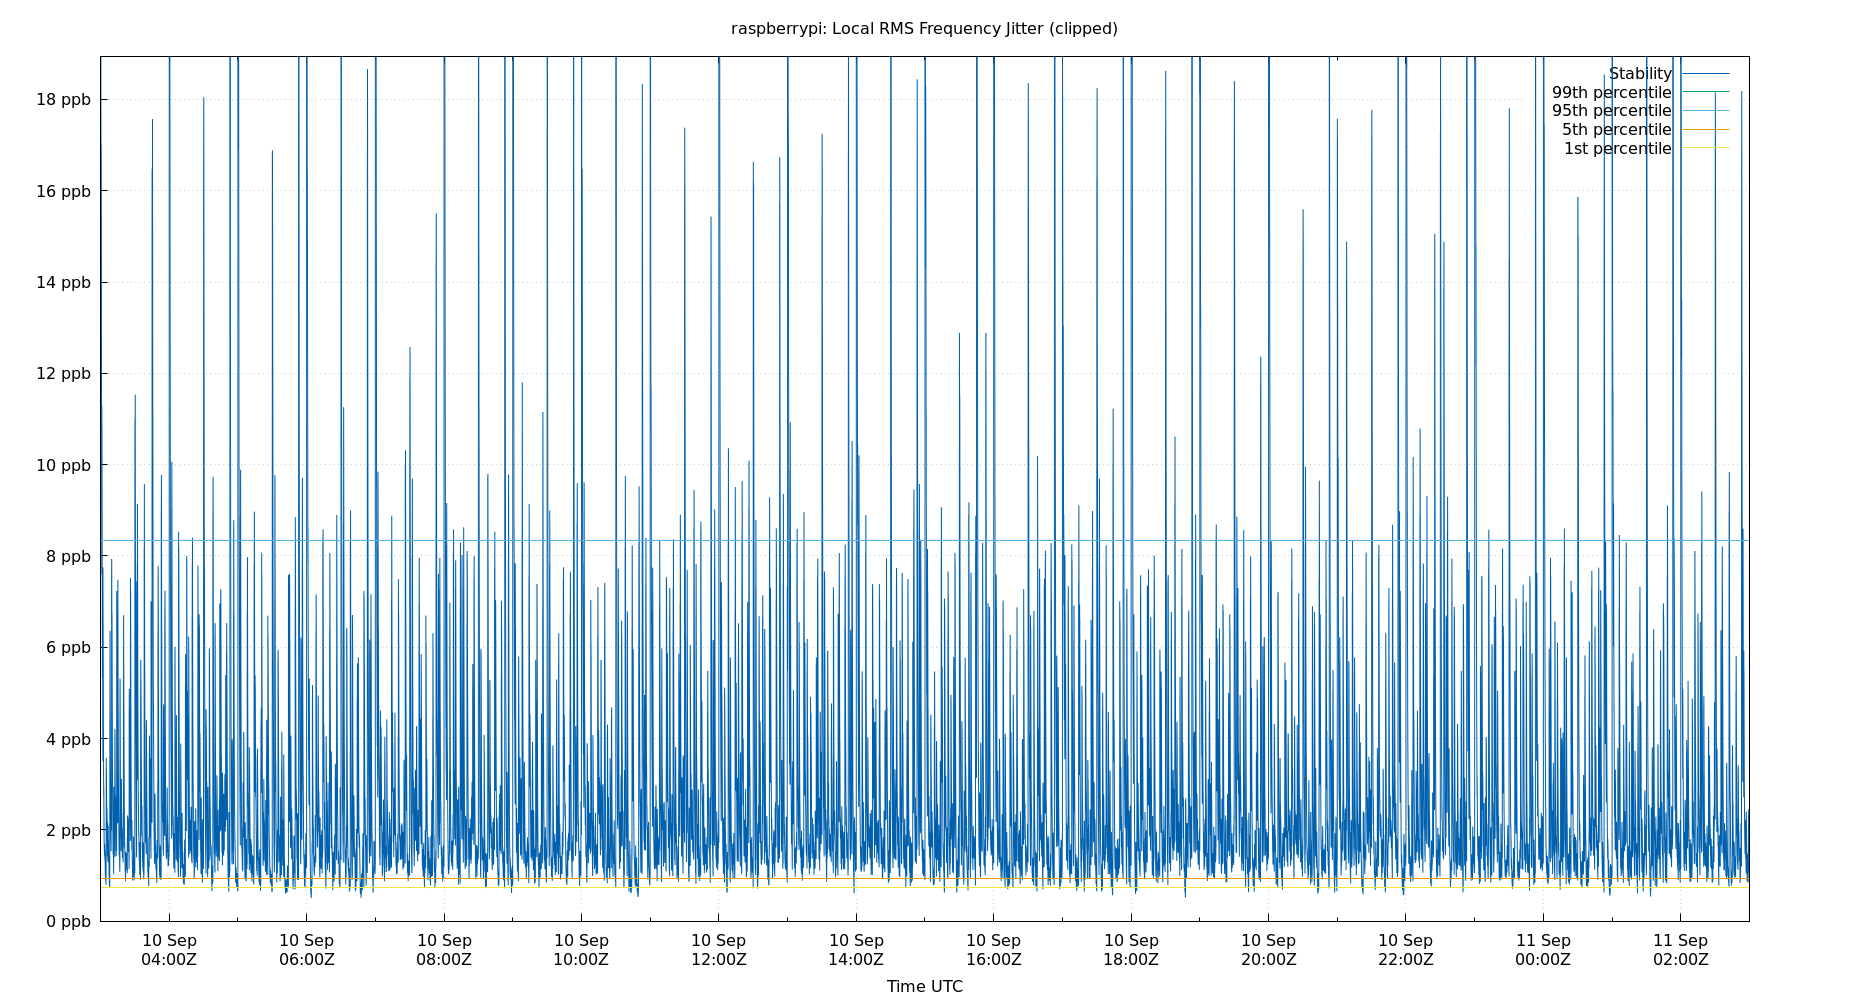 raspberrypi: Local RMS Frequency Jitter (clipped)
Stability
99th percentile
95th percentile
5th percentile
1st percentile
18 ppb
16 ppb
14 ppb
12 ppb
10 ppb
8 ppb
6 ppb
4 ppb
2 ppb
0 ppb
10 Sep 10 Sep 10 Sep 10 Sep 10 Sep 10 Sep 10 Sep 10 Sep 10 Sep 10 Sep 11 Sep 11 Sep
04:00Z 06:00Z 08:00Z 10:00Z 12:00Z 14:00Z 16:00Z 18:00Z 20:00Z 22:00Z 00:00Z 02:00Z
Time UTC